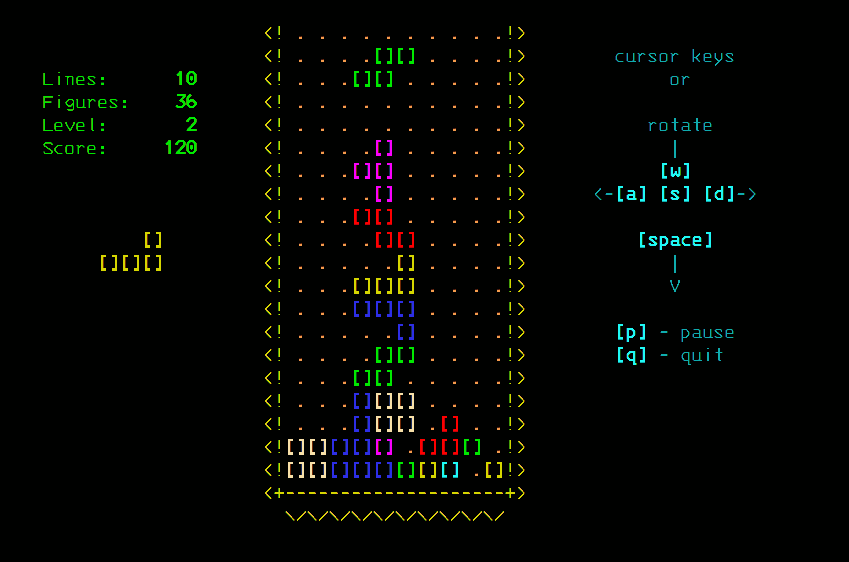 <! . . . . . . . . . .!>
<! . . . .[][] . . . .!> cursor keys
Lines: 10 <! . . .[][] . . . . .!> or
Figures: 36 <! . . . . . . . . . .!>
Level: 2 <! . . . . . . . . . .!> rotate
Score: 120 <! . . . .[] . . . . .!> |
<! . . .[][] . . . . .!> [w]
<! . . . .[] . . . . .!> <-[a] [s] [d]->
<! . . .[][] . . . . .!>
[] <! . . . .[][] . . . .!> [space]
[][][] <! . . . . .[] . . . .!> |
<! . . .[][][] . . . .!> V
<! . . .[][][] . . . .!>
<! . . . . .[] . . . .!> [p] - pause
<! . . . .[][] . . . .!> [q] - quit
<! . . .[][] . . . . .!>
<! . . .[][][] . . . .!>
<! . . .[][][] .[] . .!>
<![][][][][] .[][][] .!>
<![][][][][][][][] .[]!>
<+--------------------+>
\/\/\/\/\/\/\/\/\/\/